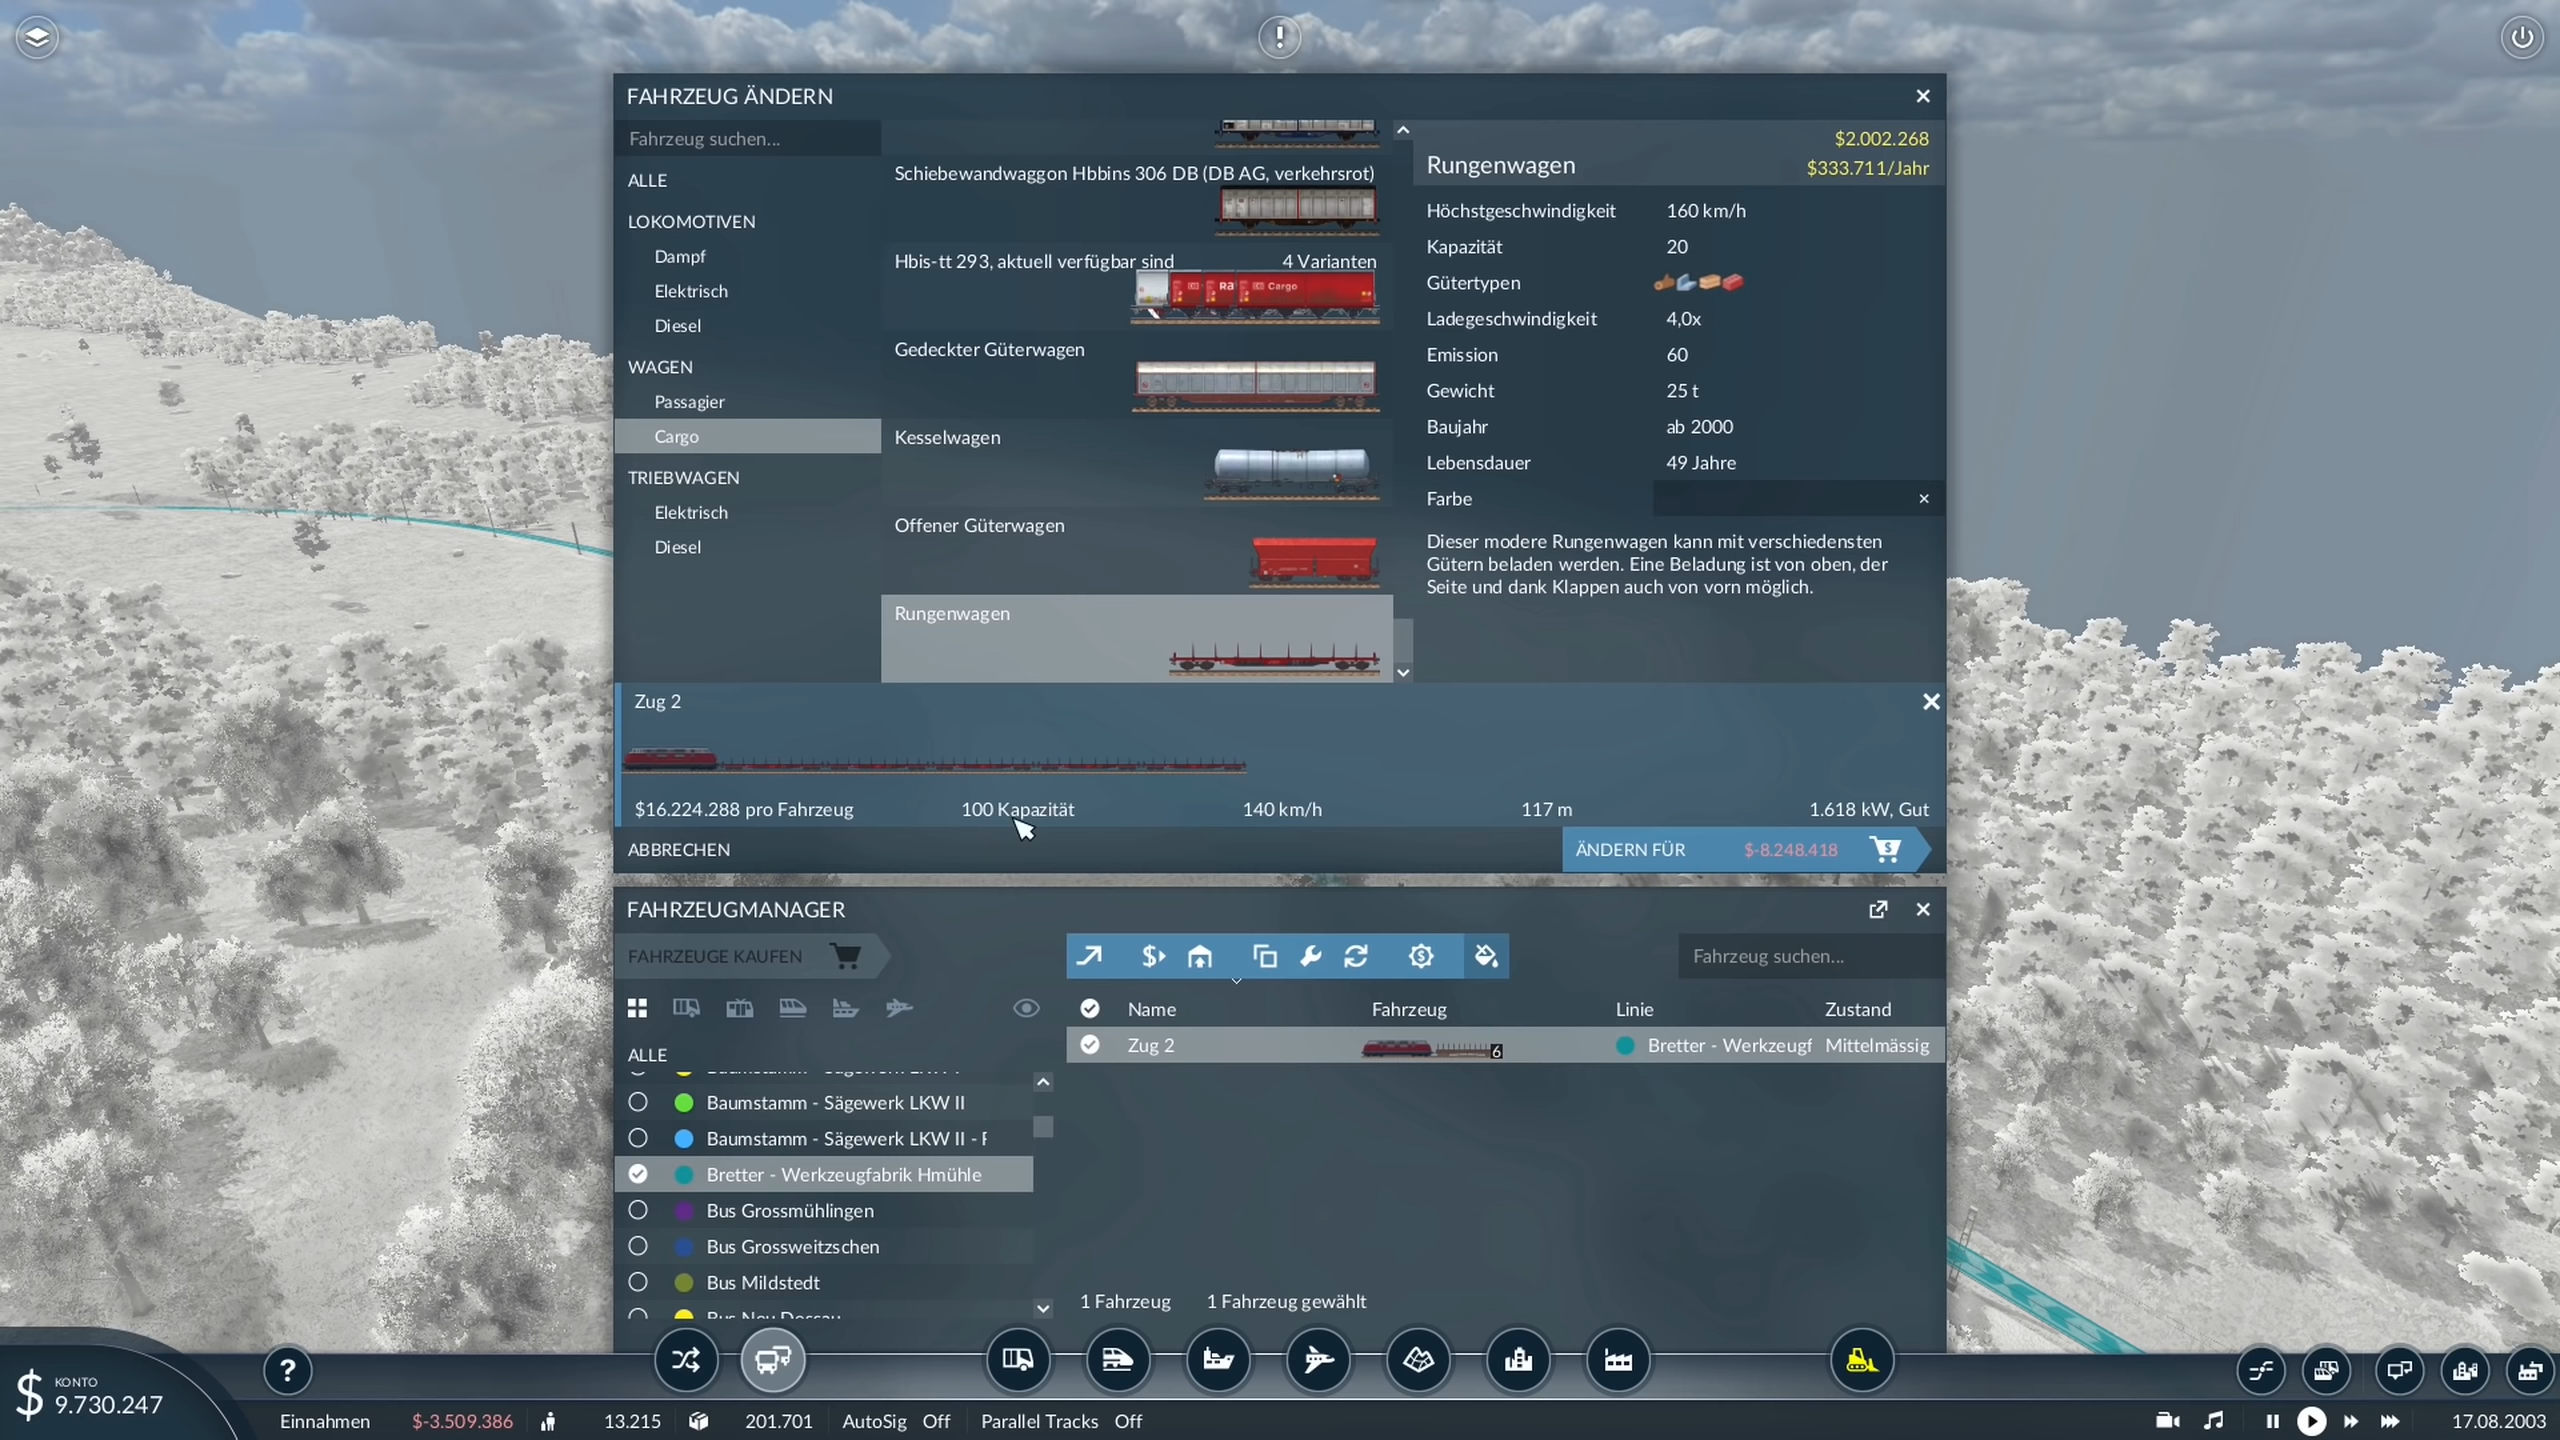 FAHRZEUG ÄNDERN
Fahrzeug suchen...
ALLE
LOKOMOTIVEN
Dampf
Elektrisch
Diesel
WAGEN
Passagier
Cargo
TRIEBWAGEN
Elektrisch
Diesel
Schiebewandwaggon Hbbins 306 DB (DB AG, verkehrsrot)
Hbis-tt 293, aktuell verfügbar sind 4 Varianten
Cargo
Gedeckter Güterwagen
Kesselwagen
Offener Güterwagen
Rungenwagen
$2.002.268
Rungenwagen $333.711/Jahr
Höchstgeschwindigkeit 160 km/h
Kapazität 20
Gütertypen
Ladegeschwindigkeit 4,0x
Emission 60
Gewicht 25 t
Baujahr ab 2000
Lebensdauer 49 Jahre
Farbe
Dieser modere Rungenwagen kann mit verschiedensten
Gütern beladen werden. Eine Beladung ist von oben, der
Seite und dank Klappen auch von vorn möglich.
Zug 2
$16.224.288 pro Fahrzeug 100 Kapazität 140 km/h 117 m 1.618 kW, Gut
ABBRECHEN ÄNDERN FÜR $-8.248.418
FAHRZEUGMANAGER
FAHRZEUGE KAUFEN Fahrzeug suchen...
ALLE
Baumstamm - Sägewerk LKW II
Baumstamm - Sägewerk LKW II - F
Bretter - Werkzeugfabrik Hmühle
Bus Grossmühlingen
Bus Grossweitzschen
Bus Mildstedt
Name Fahrzeug Linie Zustand
Zug 2 6 Bretter - Werkzeugf Mittelmässig
1 Fahrzeug 1 Fahrzeug gewählt
KONTO
9.730.247
Einnahmen $-3.509.386 13.215 201.701 AutoSig Off Parallel Tracks Off 17.08.2003